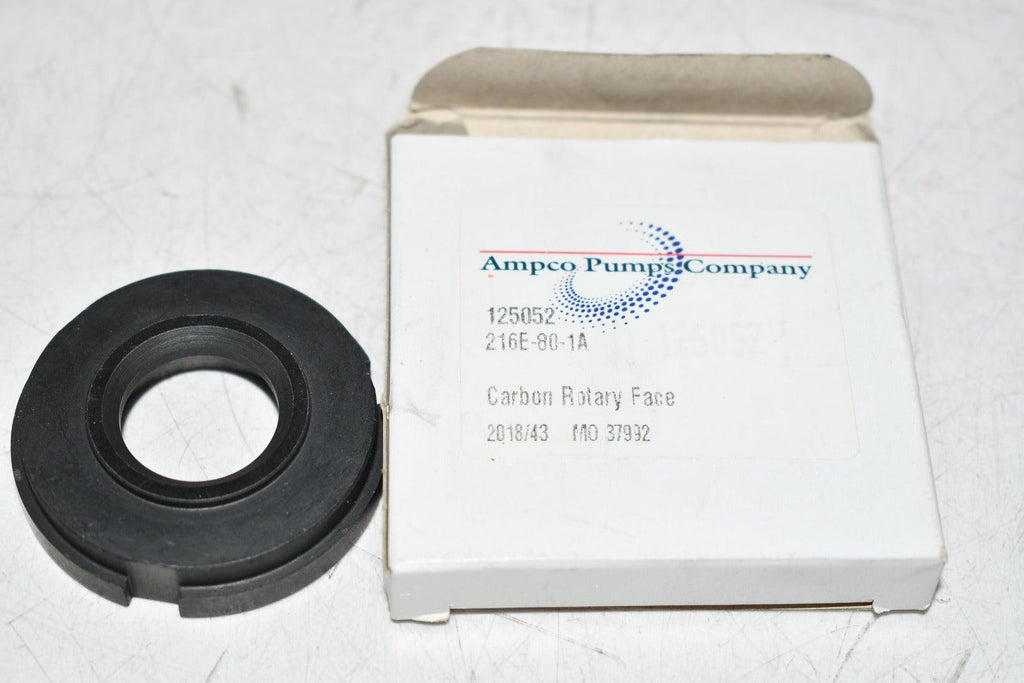 Ampco Pumps Company
125052
216E-80-1A
Carbon Rotary Face
2018/43 MO 37992